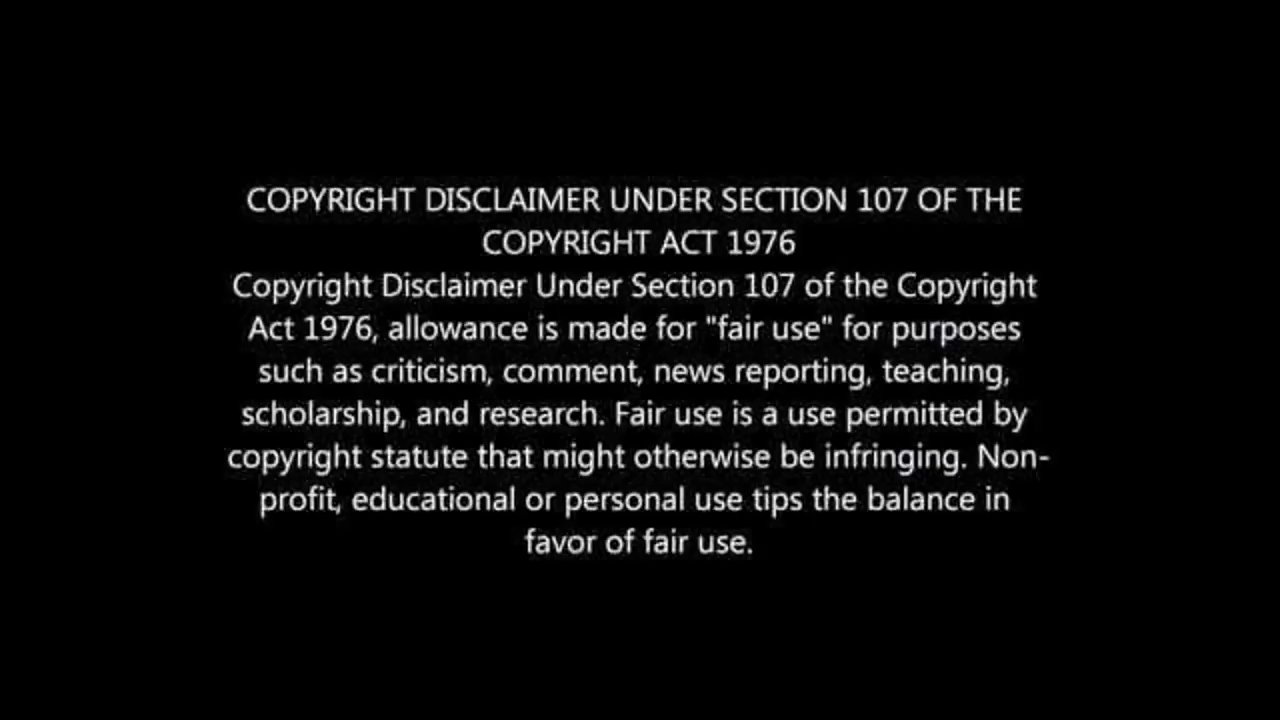 COPYRIGHT DISCLAIMER UNDER SECTION 107 OF THE
COPYRIGHT ACT 1976
Copyright Disclaimer Under Section 107 of the Copyright
Act 1976, allowance is made for "fair use" for purposes
such as criticism, comment, news reporting, teaching,
scholarship, and research. Fair use is a use permitted by
copyright statute that might otherwise be infringing. Non-
profit, educational or personal use tips the balance in
favor of fair use.